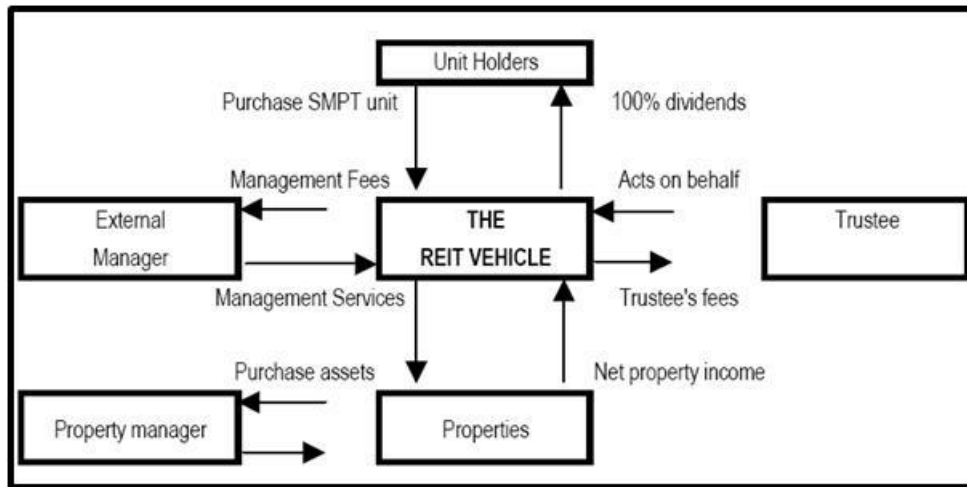 Unit Holders
Purchase SMPT unit
100% dividends
Management Fees
Acts on behalf
External
Manager
THE
REIT VEHICLE
Trustee
Management Services
Trustee's fees
Purchase assets
Net property income
Property manager
Properties